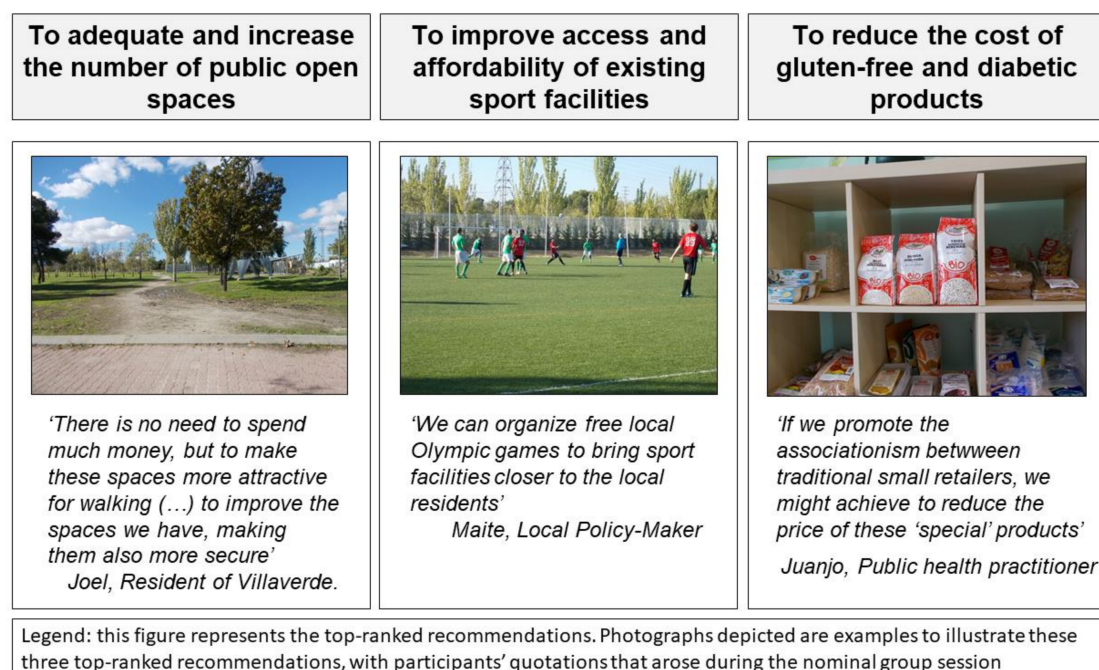 To adequate and increase
the number of public open
spaces
To improve access and
affordability of existing
sport facilities
To reduce the cost of
gluten-free and diabetic
products
‘There is no need to spend
much money, but to make
these spaces more attractive
for walking (…) to improve the
spaces we have, making
them also more secure’
Joel, Resident of Villaverde.
‘We can organize free local
Olympic games to bring sport
facilities closer to the local
residents’
Maite, Local Policy-Maker
BIO
BIO
BIO
‘If we promote the
associationism betwween
traditional small retailers, we
might achieve to reduce the
price of these ‘special’ products’
Juanjo, Public health practitioner
Legend: this figure represents the top-ranked recommendations. Photographs depicted are examples to illustrate these
three top-ranked recommendations, with participants’ quotations that arose during the nominal group session